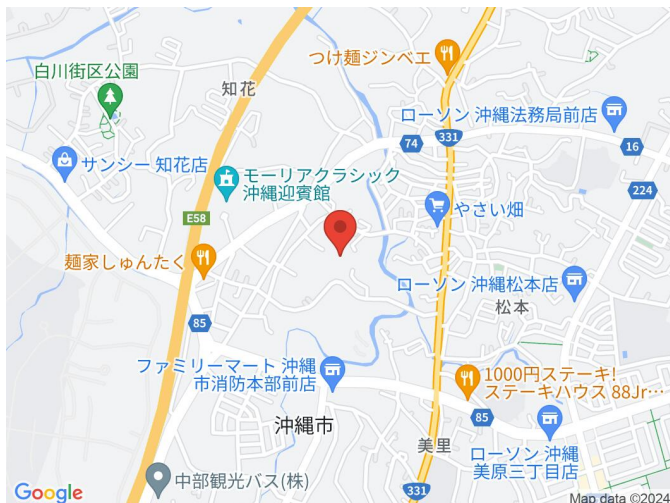 つけ麺ジンベエ
白川街区公園
知花
ローソン 沖縄法務局前店
331
74
16
サンシー 知花店
モーリアクラシック
沖縄迎賓館
224
E58
やさい畑
麺家しゅんたく
ローソン 沖縄松本店
松本
85
ファミリーマート 沖縄
市消防本部前店
1000円ステーキ!
ステーキハウス 88Jr…
85
沖縄市
美里
ローソン 沖縄
美原三丁目店
中部観光バス(株)
331
Google
Map data ©2024